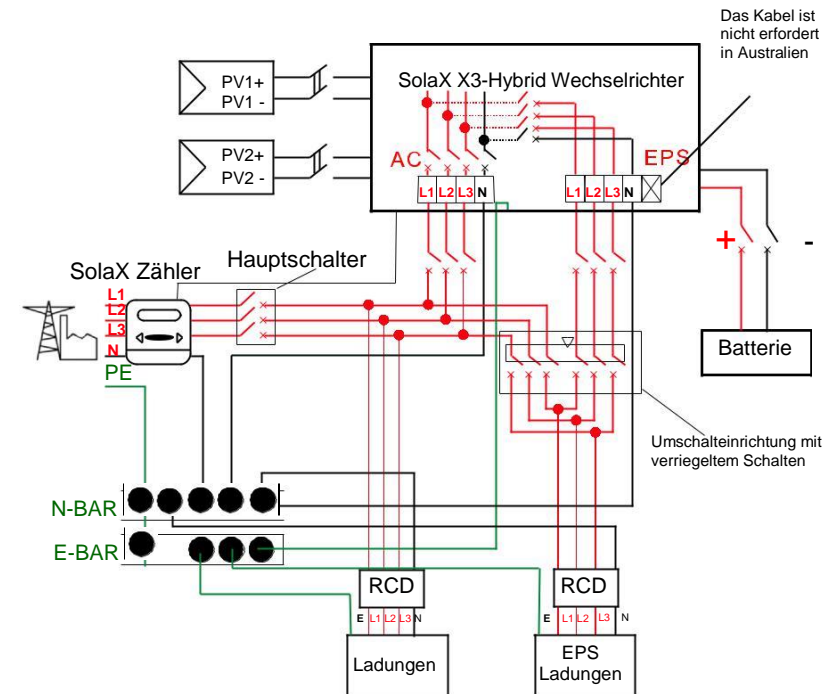 Das Kabel ist
nicht erfordert
in Australien
SolaX X3-Hybrid Wechselrichter
PV1+
PV1 -
PV2+
PV2 -
AC
EPS
L1 L2 L3 N
L1 L2 L3 N
+ -
SolaX Zähler
Hauptschalter
L1
L2
L3
N
PE
Batterie
Umschalteinrichtung mit
verriegeltem Schalten
N-BAR
E-BAR
RCD
RCD
E L1 L2 L3 N
E L1 L2 L3 N
Ladungen
EPS
Ladungen